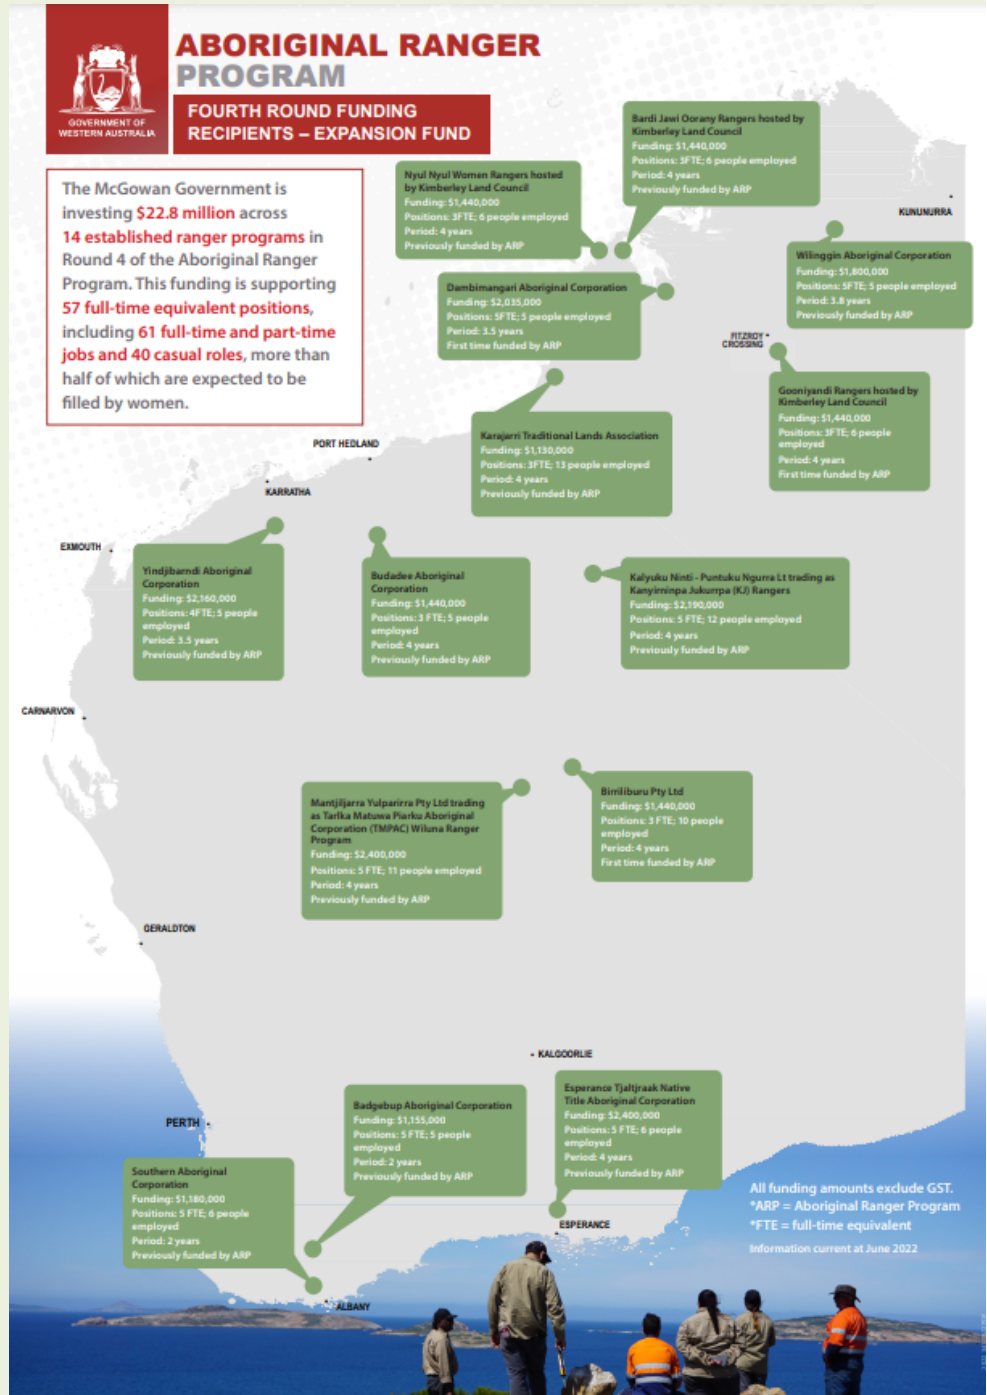 GOVERNMENT OF
WESTERN AUSTRALIA
ABORIGINAL RANGER
PROGRAM
FOURTH ROUND FUNDING
RECIPIENTS – EXPANSION FUND
The McGowan Government is
investing $22.8 million across
14 established ranger programs in
Round 4 of the Aboriginal Ranger
Program. This funding is supporting
57 full-time equivalent positions,
including 61 full-time and part-time
jobs and 40 casual roles, more than
half of which are expected to be
filled by women.
Bardi Jawi Oorany Rangers hosted by
Kimberley Land Council
Funding: $1,440,000
Positions: 3FTE; 6 people employed
Period: 4 years
Previously funded by ARP
Nyul Nyul Women Rangers hosted
by Kimberley Land Council
Funding: $1,440,000
Positions: 3FTE; 6 people employed
Period: 4 years
Previously funded by ARP
KUNUNURRA
Wilinggin Aboriginal Corporation
Funding: $1,800,000
Positions: 5FTE; 5 people employed
Period: 3.8 years
Previously funded by ARP
Dambimangari Aboriginal Corporation
Funding: $2,035,000
Positions: 5FTE; 5 people employed
Period: 3.5 years
First time funded by ARP
FITZROY
CROSSING
Gooniyandi Rangers hosted by
Kimberley Land Council
Funding: $1,440,000
Positions: 3FTE; 6 people
employed
Period: 4 years
First time funded by ARP
Karajarri Traditional Lands Association
Funding: $1,130,000
Positions: 3FTE; 13 people employed
Period: 4 years
Previously funded by ARP
PORT HEDLAND
KARRATHA
EXMOUTH
Yindjibarndi Aboriginal
Corporation
Funding: $2,160,000
Positions: 4FTE; 5 people
employed
Period: 3.5 years
Previously funded by ARP
Budadee Aboriginal
Corporation
Funding: $1,440,000
Positions: 3 FTE; 5 people
employed
Period: 4 years
Previously funded by ARP
Kalyuku Ninti - Puntuku Ngurra Lt trading as
Kanyirninpa Jukurrpa (KJ) Rangers
Funding: $2,190,000
Positions: 5 FTE; 12 people employed
Period: 4 years
Previously funded by ARP
CARNARVON
Mantjiljarra Yulparirra Pty Ltd trading
as Tarlka Matuwa Piarku Aboriginal
Corporation (TMPAC) Wiluna Ranger
Program
Funding: $2,400,000
Positions: 5 FTE; 11 people employed
Period: 4 years
Previously funded by ARP
Birriliburu Pty Ltd
Funding: $1,440,000
Positions: 3 FTE; 10 people
employed
Period: 4 years
First time funded by ARP
GERALDTON
KALGOORLIE
Esperance Tjaltjraak Native
Title Aboriginal Corporation
Funding: $2,400,000
Positions: 5 FTE; 6 people
employed
Period: 4 years
Previously funded by ARP
Badgebup Aboriginal Corporation
Funding: $1,155,000
Positions: 5 FTE; 5 people
employed
Period: 2 years
Previously funded by ARP
PERTH
Southern Aboriginal
Corporation
Funding: $1,180,000
Positions: 5 FTE; 6 people
employed
Period: 2 years
Previously funded by ARP
ESPERANCE
ALBANY
All funding amounts exclude GST.
*ARP = Aboriginal Ranger Program
*FTE = full-time equivalent
Information current at June 2022